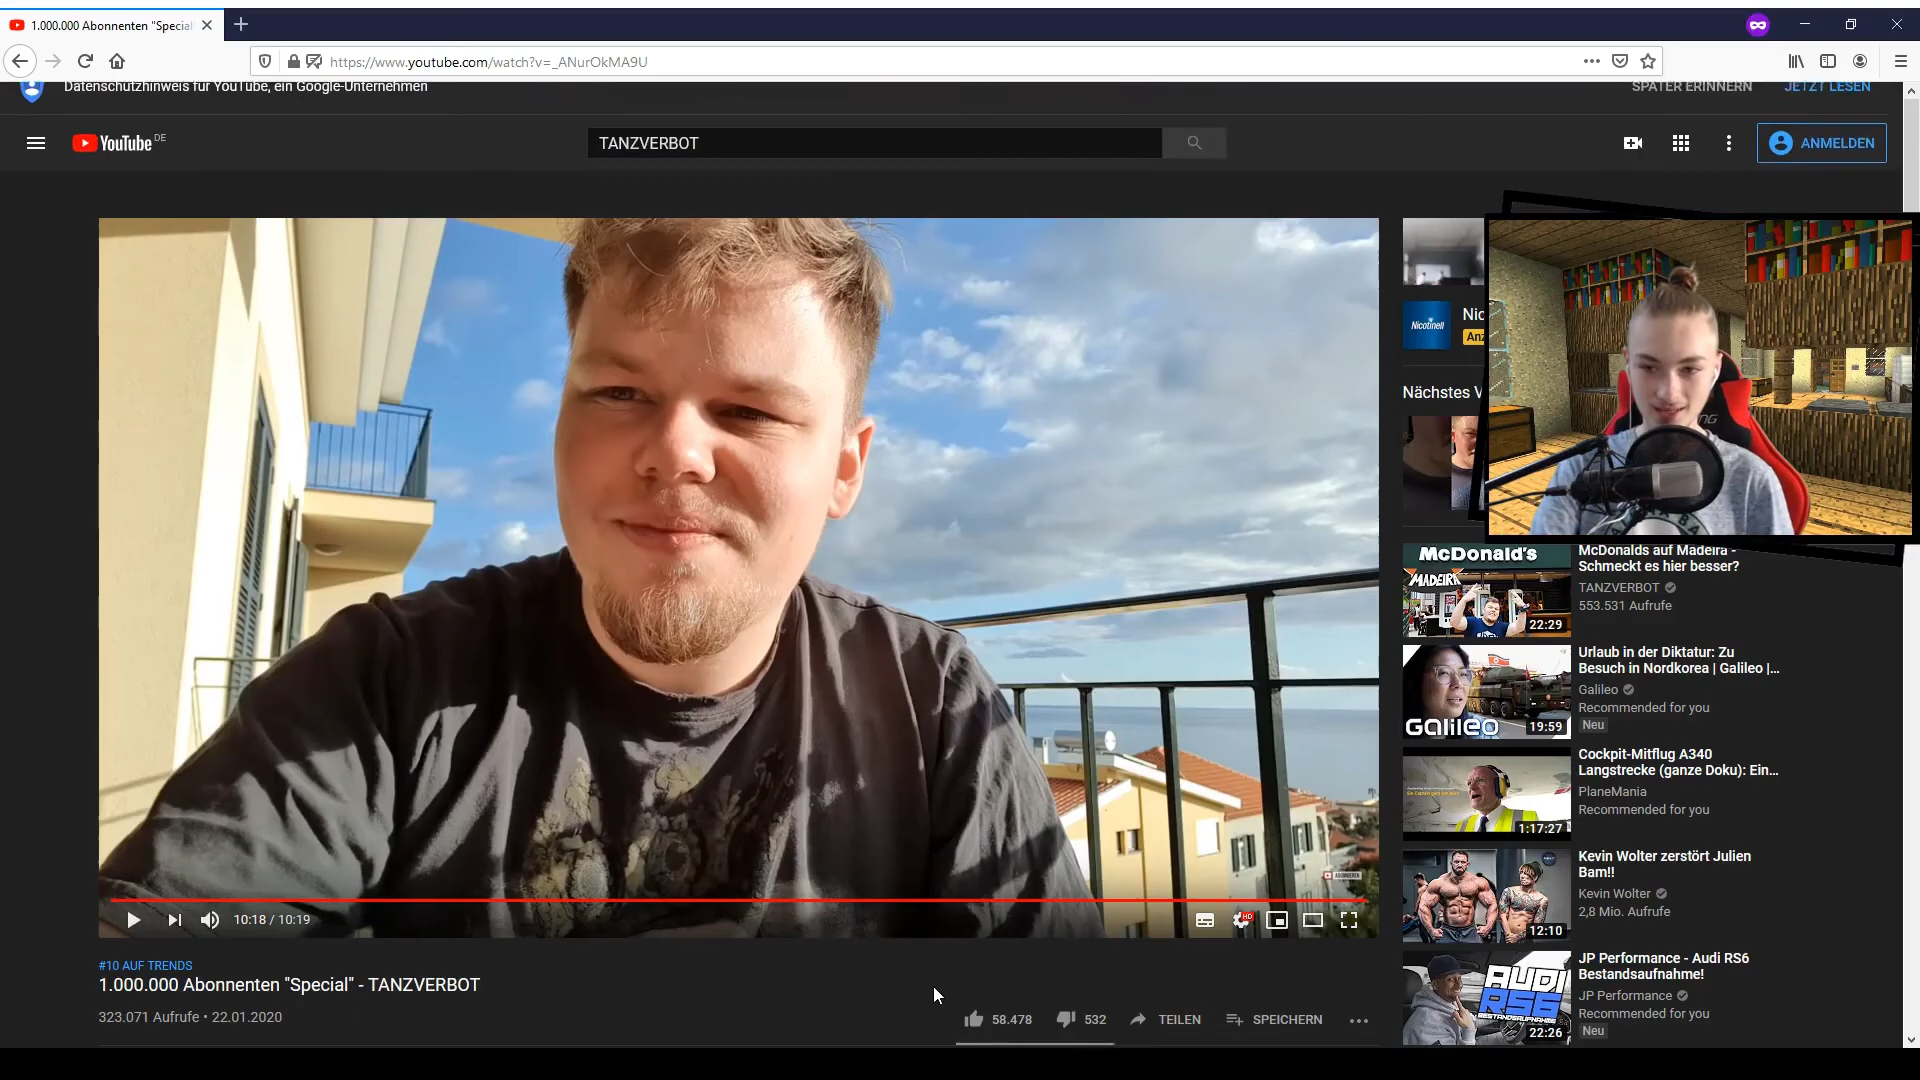 1.000.000 Abonnenten "Special"
https://www.youtube.com/watch?v=_ANurOkMA9U
Datenschutzhinweis für YouTube, ein Google-Unternehmen
SPÄTER ERINNERN
JETZT LESEN
YouTube DE
TANZVERBOT
ANMELDEN
Nicotinell
Nic
Anz
Nächstes V
McDonald's
MADEIRA
22:29
McDonalds auf Madeira -
Schmeckt es hier besser?
TANZVERBOT
553.531 Aufrufe
GALILEO
19:59
Urlaub in der Diktatur: Zu
Besuch in Nordkorea | Galileo |...
Galileo
Recommended for you
Neu
1:17:27
Cockpit-Mitflug A340
Langstrecke (ganze Doku): Ein...
PlaneMania
Recommended for you
12:10
Kevin Wolter zerstört Julien
Bam!!
Kevin Wolter
2,8 Mio. Aufrufe
AUDI
RS6
BESTANDSAUFNAHME
22:26
JP Performance - Audi RS6
Bestandsaufnahme!
JP Performance
Recommended for you
Neu
ABONNIEREN
10:18 / 10:19
HD
#10 AUF TRENDS
1.000.000 Abonnenten "Special" - TANZVERBOT
323.071 Aufrufe • 22.01.2020
58.478
532
TEILEN
SPEICHERN